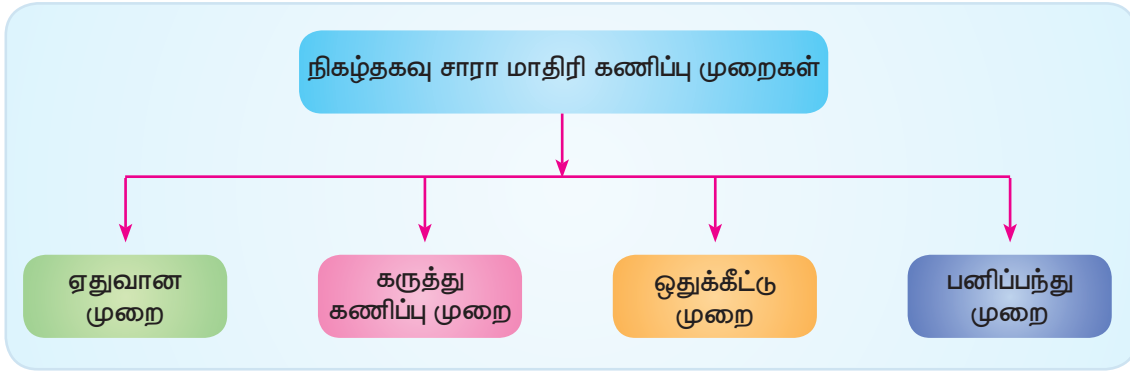 நிகழ்தகவு சாரா மாதிரி கணிப்பு முறைகள்
ஏதுவான
முறை
கருத்து
கணிப்பு முறை
ஒதுக்கீட்டு
முறை
பனிப்பந்து
முறை